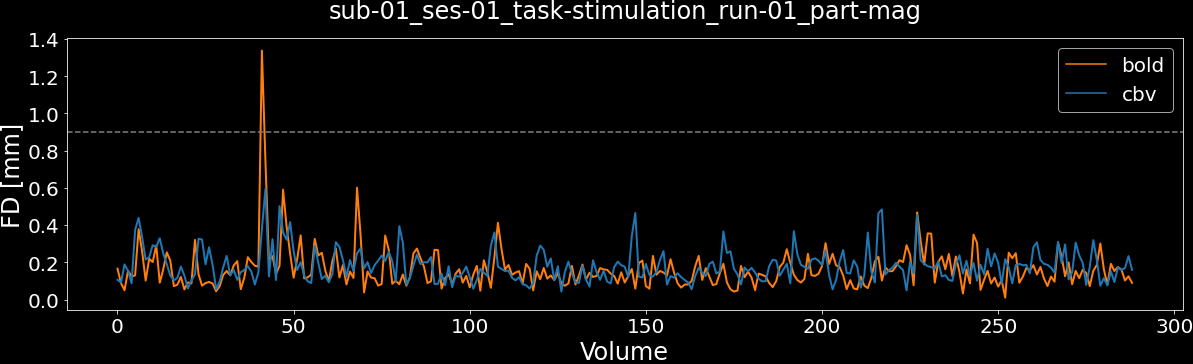 sub-01_ses-01_task-stimulation_run-01_part-mag
1.4
1.2
1.0
0.8
0.6
0.4
0.2
0.0
FD [mm]
bold
cbv
0 50 100 150 200 250 300
Volume